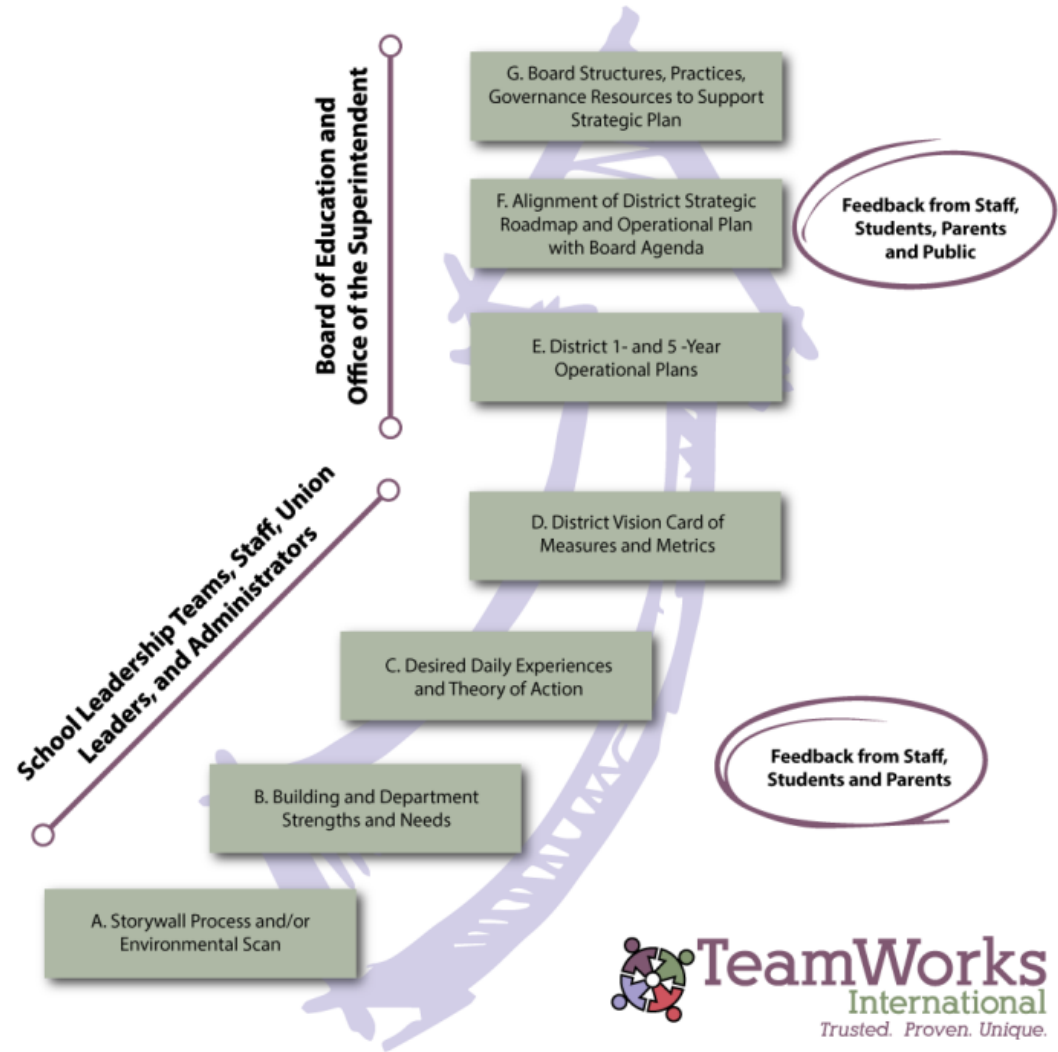 G. Board Structures, Practices,
Governance Resources to Support
Strategic Plan
Board of Education and
Office of the Superintendent
F. Alignment of District Strategic
Roadmap and Operational Plan
with Board Agenda
Feedback from Staff,
Students, Parents
and Public
E. District 1- and 5 -Year
Operational Plans
School Leadership Teams, Staff, Union
Leaders, and Administrators
D. District Vision Card of
Measures and Metrics
C. Desired Daily Experiences
and Theory of Action
Feedback from Staff,
Students and Parents
B. Building and Department
Strengths and Needs
A. Storywall Process and/or
Environmental Scan
TeamWorks
International
Trusted. Proven. Unique.